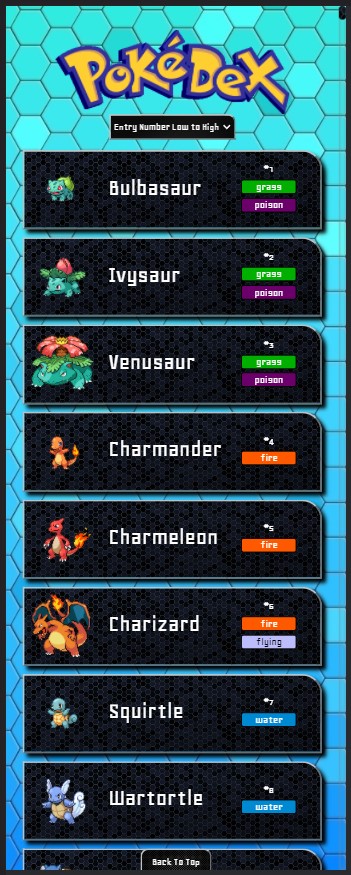 PokéDex
Entry Number Low to High
Bulbasaur
#1
grass
poison
Ivysaur
#2
grass
poison
Venusaur
#3
grass
poison
Charmander
#4
fire
Charmeleon
#5
fire
Charizard
#6
fire
flying
Squirtle
#7
water
Wartortle
#8
water
Back To Top